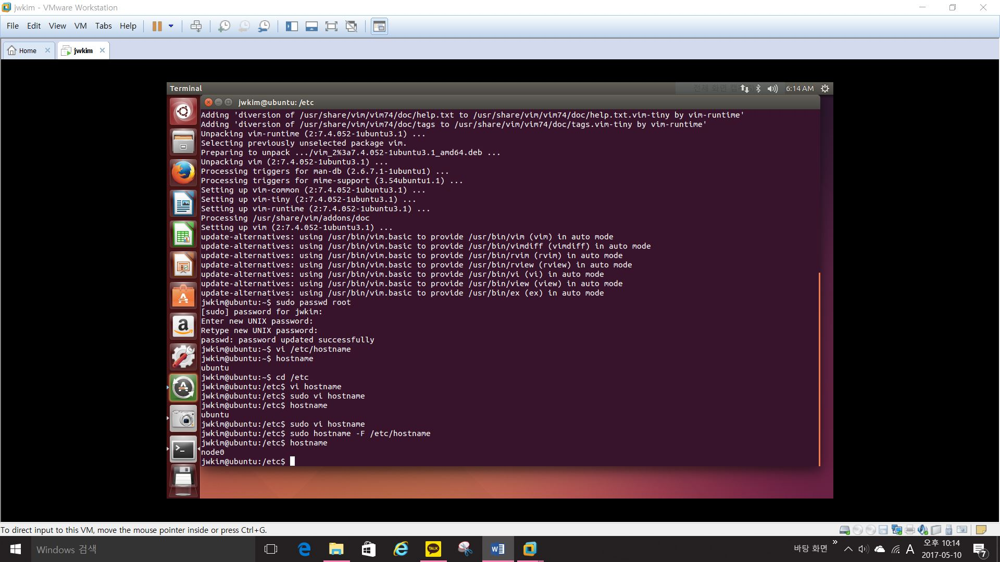 jwkim - VMware Workstation
File Edit View VM Tabs Help
Home jwkim
Terminal 전체 화면 캡 6:14 AM
jwkim@ubuntu: /etc
Adding 'diversion of /usr/share/vim/vim74/doc/help.txt to /usr/share/vim/vim74/doc/help.txt.vim-tiny by vim-runtime'
Adding 'diversion of /usr/share/vim/vim74/doc/tags to /usr/share/vim/vim74/doc/tags.vim-tiny by vim-runtime'
Unpacking vim-runtime (2:7.4.052-1ubuntu3.1) ...
Selecting previously unselected package vim.
Preparing to unpack .../vim_2%3a7.4.052-1ubuntu3.1_amd64.deb ...
Unpacking vim (2:7.4.052-1ubuntu3.1) ...
Processing triggers for man-db (2.6.7.1-1ubuntu1) ...
Processing triggers for mime-support (3.54ubuntu1.1) ...
Setting up vim-common (2:7.4.052-1ubuntu3.1) ...
Setting up vim-tiny (2:7.4.052-1ubuntu3.1) ...
Setting up vim-runtime (2:7.4.052-1ubuntu3.1) ...
Processing /usr/share/vim/addons/doc
Setting up vim (2:7.4.052-1ubuntu3.1) ...
update-alternatives: using /usr/bin/vim.basic to provide /usr/bin/vim (vim) in auto mode
update-alternatives: using /usr/bin/vim.basic to provide /usr/bin/vimdiff (vimdiff) in auto mode
update-alternatives: using /usr/bin/vim.basic to provide /usr/bin/rvim (rvim) in auto mode
update-alternatives: using /usr/bin/vim.basic to provide /usr/bin/rview (rview) in auto mode
update-alternatives: using /usr/bin/vim.basic to provide /usr/bin/vi (vi) in auto mode
update-alternatives: using /usr/bin/vim.basic to provide /usr/bin/view (view) in auto mode
update-alternatives: using /usr/bin/vim.basic to provide /usr/bin/ex (ex) in auto mode
jwkim@ubuntu:~$ sudo passwd root
[sudo] password for jwkim:
Enter new UNIX password:
Retype new UNIX password:
passwd: password updated successfully
jwkim@ubuntu:~$ vi /etc/hostname
jwkim@ubuntu:~$ hostname
ubuntu
jwkim@ubuntu:~$ cd /etc
jwkim@ubuntu:/etc$ vi hostname
jwkim@ubuntu:/etc$ sudo vi hostname
jwkim@ubuntu:/etc$ hostname
ubuntu
jwkim@ubuntu:/etc$ sudo vi hostname
jwkim@ubuntu:/etc$ sudo hostname -F /etc/hostname
jwkim@ubuntu:/etc$ hostname
node0
jwkim@ubuntu:/etc$
To direct input to this VM, move the mouse pointer inside or press Ctrl+G.
Windows 검색
TALK
바탕 화면
A
오후 10:14
2017-05-10
7